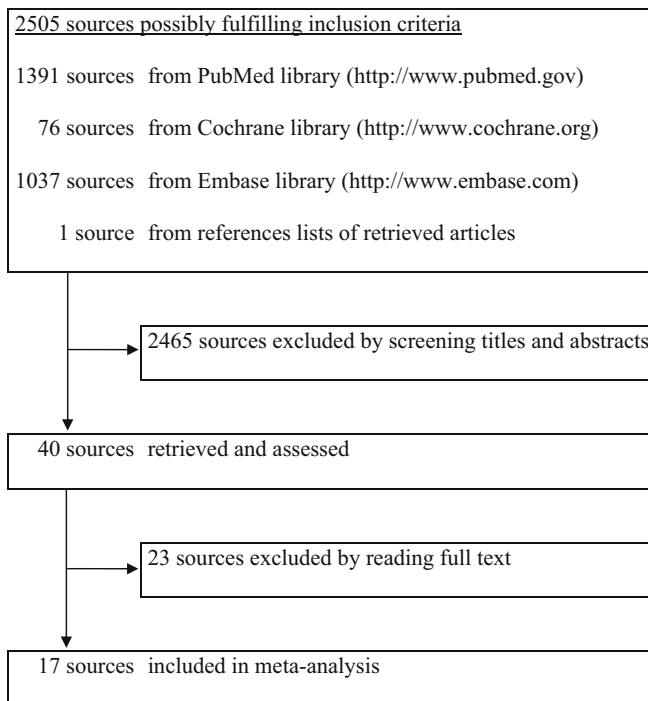 2505 sources possibly fulfilling inclusion criteria
1391 sources from PubMed library (http://www.pubmed.gov)
76 sources from Cochrane library (http://www.cochrane.org)
1037 sources from Embase library (http://www.embase.com)
1 source from references lists of retrieved articles
2465 sources excluded by screening titles and abstracts
40 sources retrieved and assessed
23 sources excluded by reading full text
17 sources included in meta-analysis